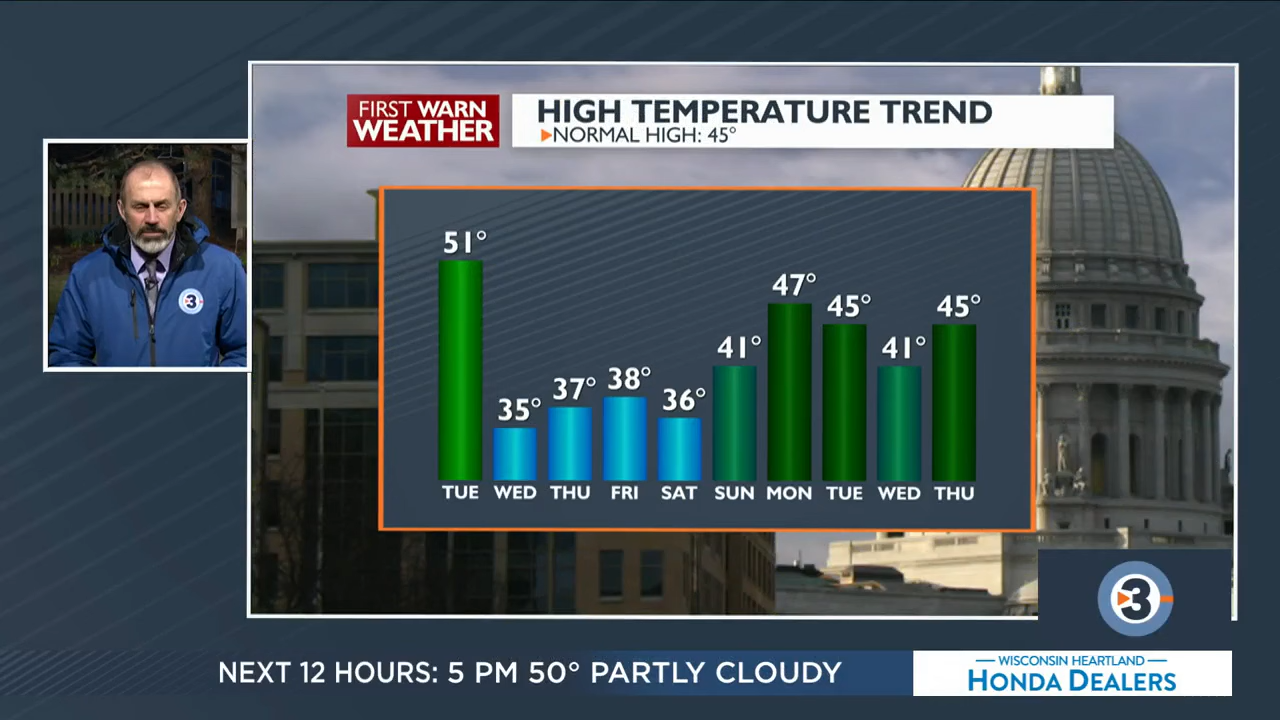 FIRST WARN
WEATHER
HIGH TEMPERATURE TREND
NORMAL HIGH: 45°
51° 35° 37° 38° 36° 41° 47° 45° 41° 45°
TUE WED THU FRI SAT SUN MON TUE WED THU
3
3
NEXT 12 HOURS: 5 PM 50° PARTLY CLOUDY
WISCONSIN HEARTLAND
HONDA DEALERS